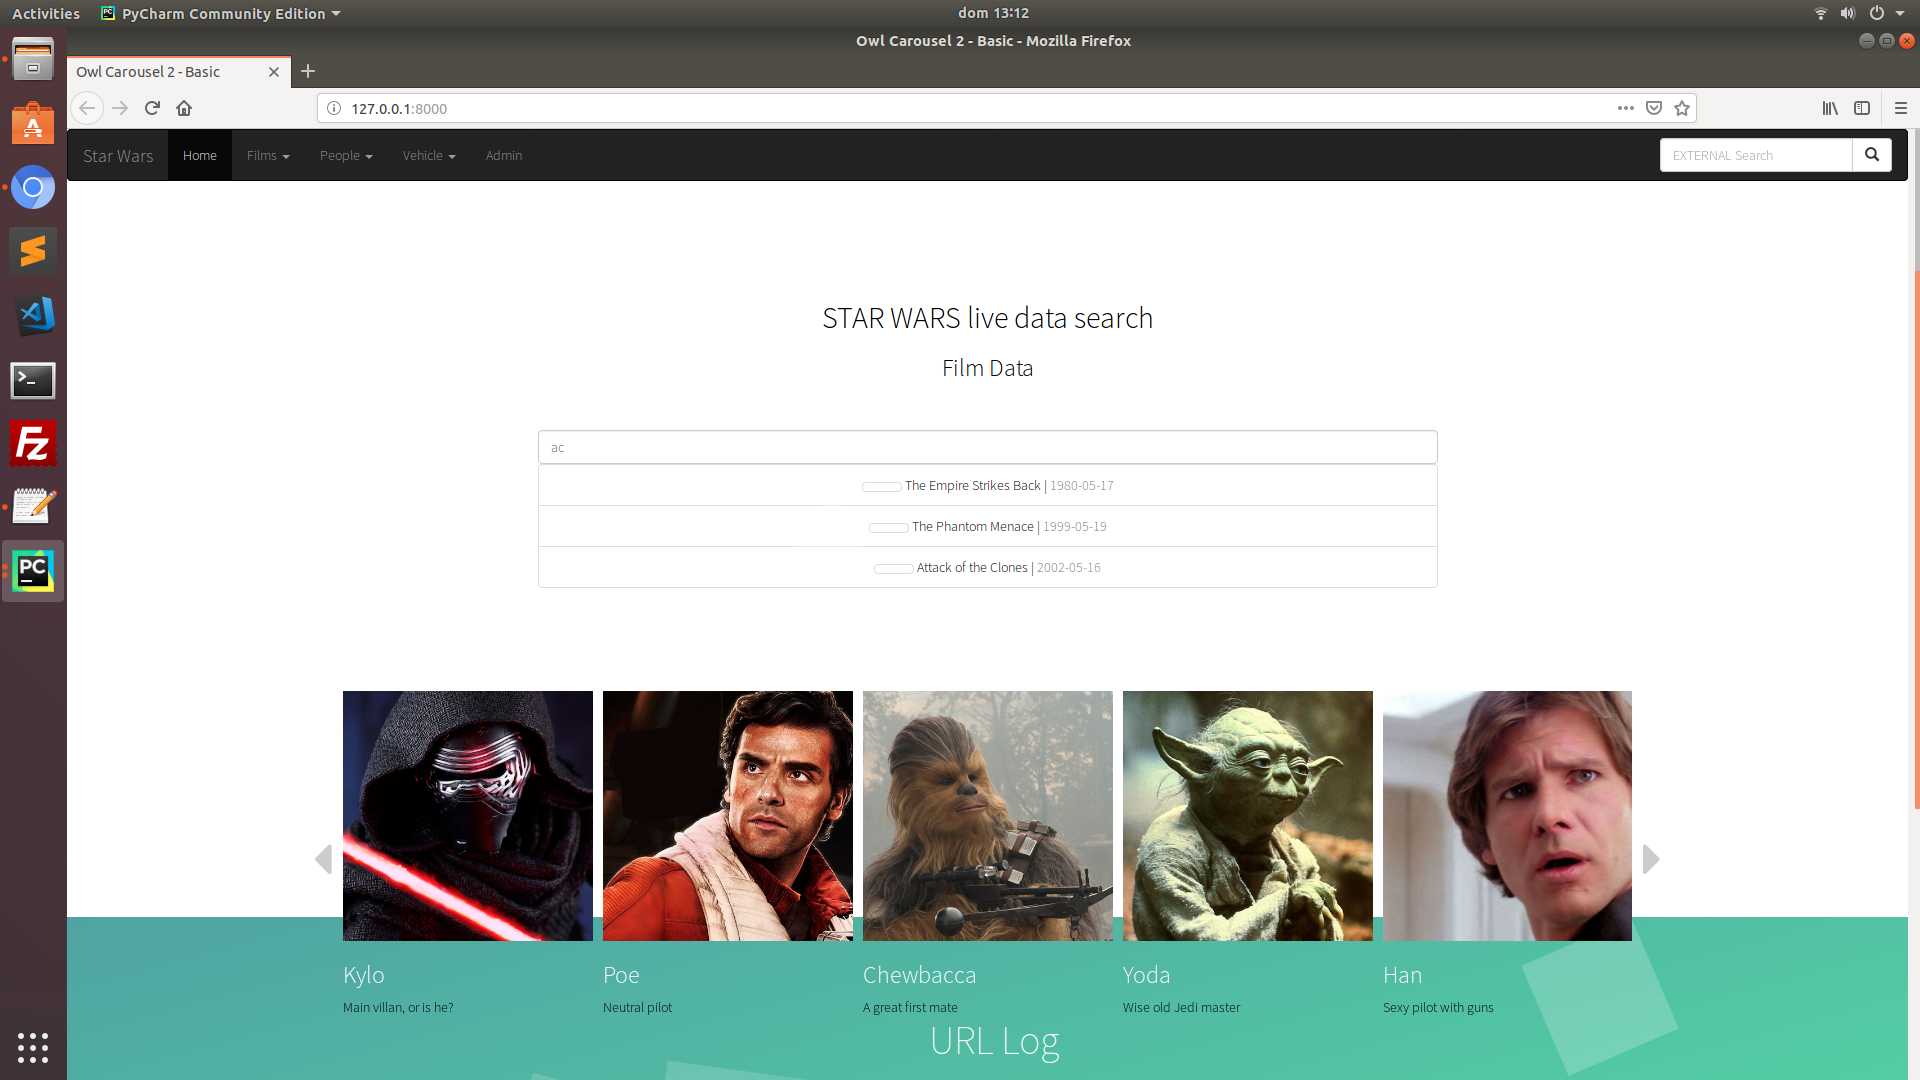 Activities PyCharm Community Edition dom 13:12
Owl Carousel 2 - Basic - Mozilla Firefox
Owl Carousel 2 - Basic
127.0.0.1:8000
Star Wars Home Films People Vehicle Admin EXTERNAL Search
STAR WARS live data search
Film Data
ac
The Empire Strikes Back | 1980-05-17
The Phantom Menace | 1999-05-19
Attack of the Clones | 2002-05-16
Kylo Poe Chewbacca Yoda Han
Main villan, or is he? Neutral pilot A great first mate Wise old Jedi master Sexy pilot with guns
URL Log
A
Fz
PC